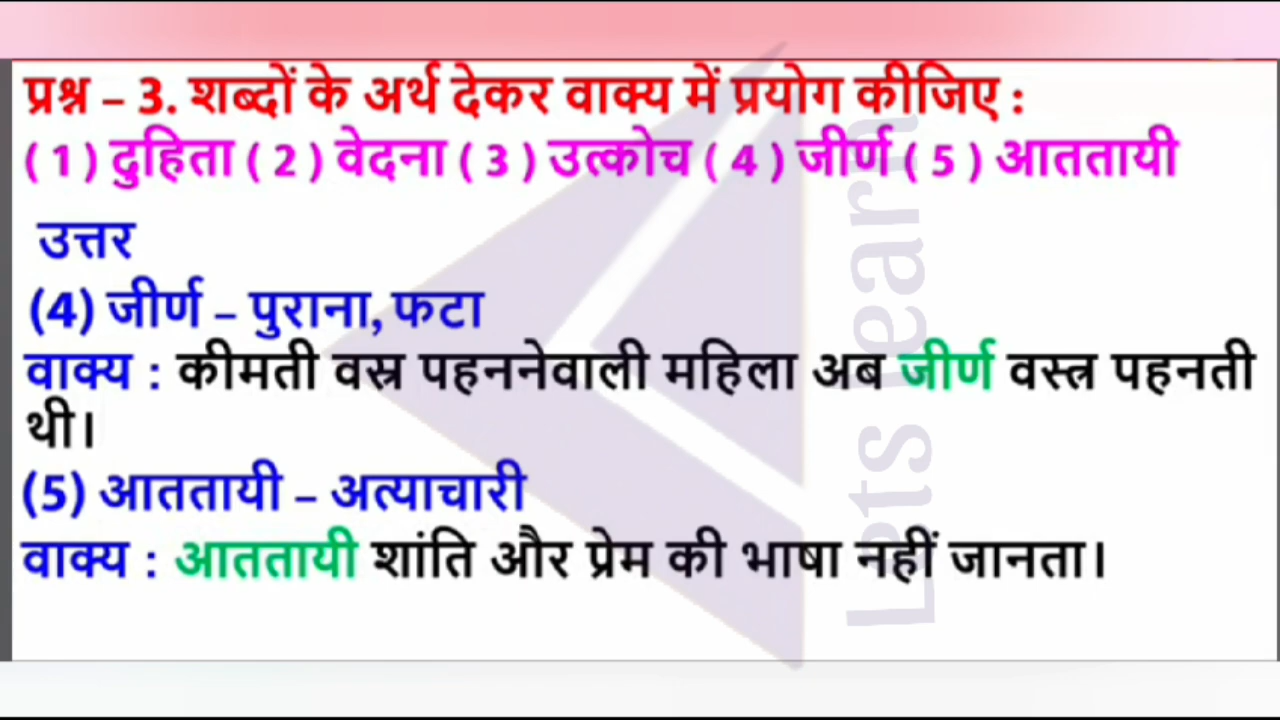 प्रश्न – 3. शब्दों के अर्थ देकर वाक्य में प्रयोग कीजिए :
( 1 ) दुहिता ( 2 ) वेदना ( 3 ) उत्कोच ( 4 ) जीर्ण ( 5 ) आततायी
उत्तर
(4) जीर्ण – पुराना, फटा
वाक्य : कीमती वस्र पहननेवाली महिला अब जीर्ण वस्त्र पहनती
थी।
(5) आततायी – अत्याचारी
वाक्य : आततायी शांति और प्रेम की भाषा नहीं जानता।
Lets learn